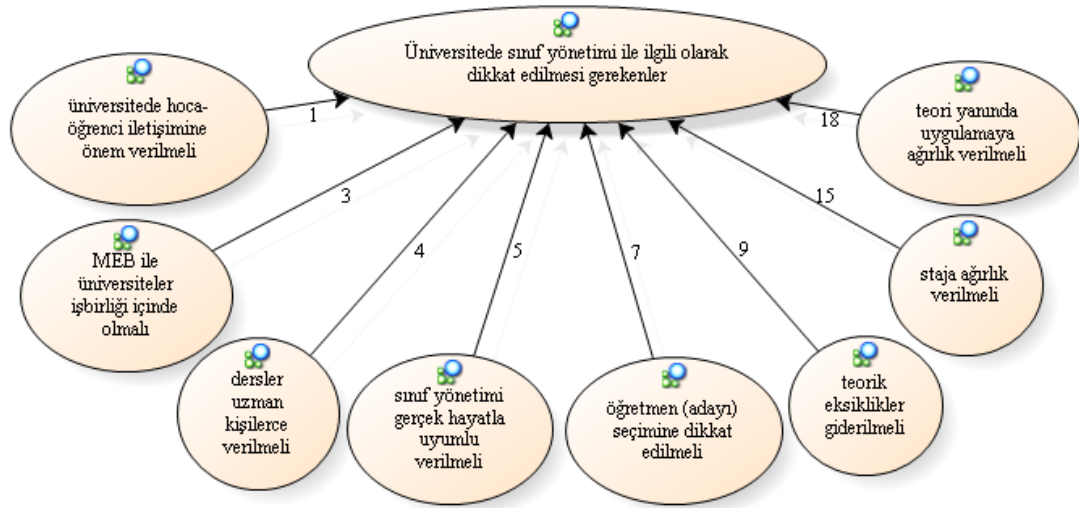 Üniversitede sınıf yönetimi ile ilgili olarak
dikkat edilmesi gerekenler
üniversitede hoca-
öğrenci iletişimine
önem verilmeli
1
MEB ile
üniversiteler
işbirliği içinde
olmalı
3
dersler
uzman
kişilerce
verilmeli
4
sınıf yönetimi
gerçek hayatla
uyumlu
verilmeli
5
öğretmen (adayı)
seçimine dikkat
edilmeli
7
teorik
eksiklikler
giderilmeli
9
staja ağırlık
verilmeli
15
teori yanında
uygulamaya
ağırlık verilmeli
18